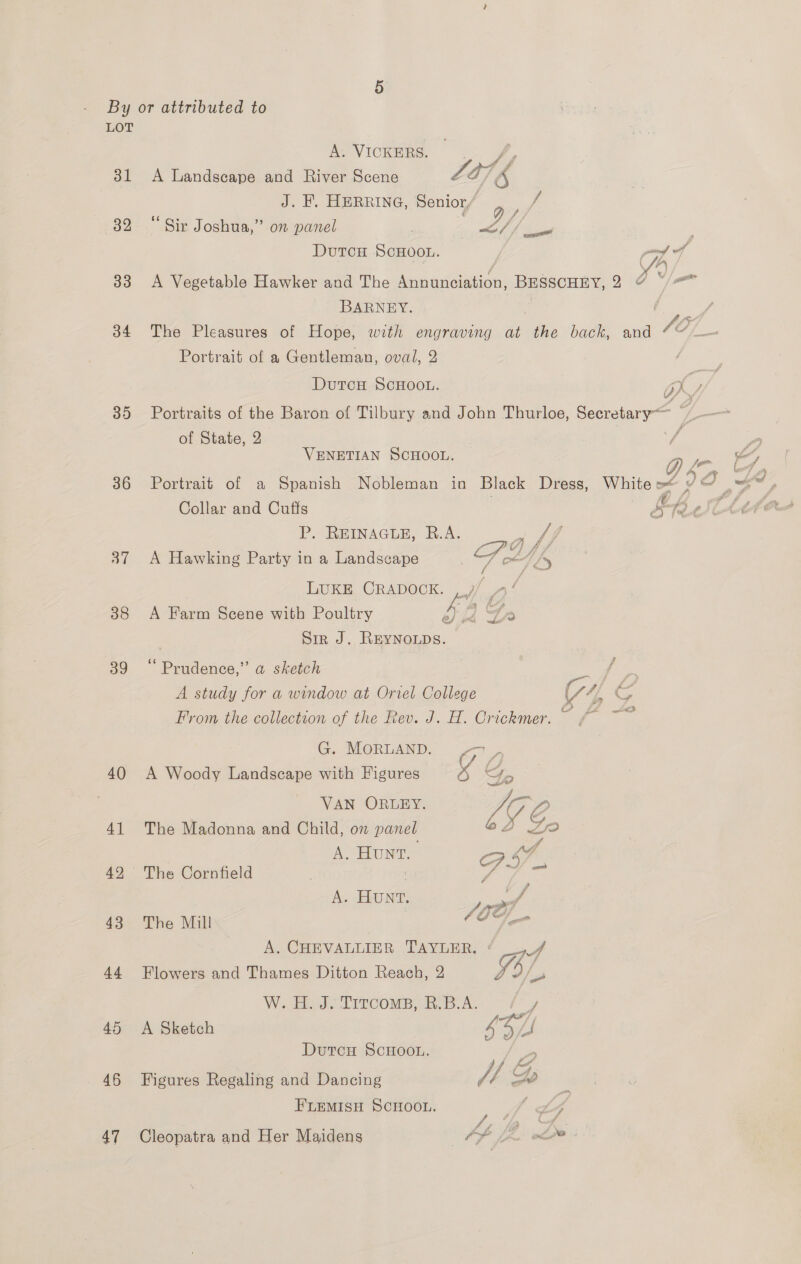 5
By or attributed to
LOT
A. VICKERS.
31 A Landscape and River Scene
J. F. HERRING, Senior
32 “Sir Joshua,” on panel
DUTCH SCHOOL.
33 A Vegetable Hawker and The Annunciation, BESSCHEY, 2
BARNEY.
34 The Pleasures of Hope, with engraving at the back, and
Portrait of a Gentleman, oval, 2
DUTCH SCHOOL.
35 Portraits of the Baron of Tilbury and John Thurloe, Secretary
of State, 2
VENETIAN SCHOOL.
36 Portrait of a Spanish Nobleman in Black Dress, White
Collar and Cuffs
P. REINAGLE, R.A.
37 A Hawking Party in a Landscape
LUKE CRADOCK.
38 A Farm Scene with Poultry
SIR J. REYNOLDS.
39 “Prudence,” a sketch
A study for a window at Oriel College
From the collection of the Rev. J. H. Crickmer.
G. MORLAND.
40 A Woody Landscape with Figures
VAN ORLEY.
41 The Madonna and Child, on panel
A. HUNT.
42 The Cornfield
A. HUNT.
43 The Mill
A. CHEVALLIER TAYLER.
44 Flowers and Thames Ditton Reach, 2
W. H. J. TITCOMB, R.B.A.
45 A Sketch
DUTCH SCHOOL.
46 Figures Regaling and Dancing
FLEMISH SCHOOL.
47 Cleopatra and Her Maidens